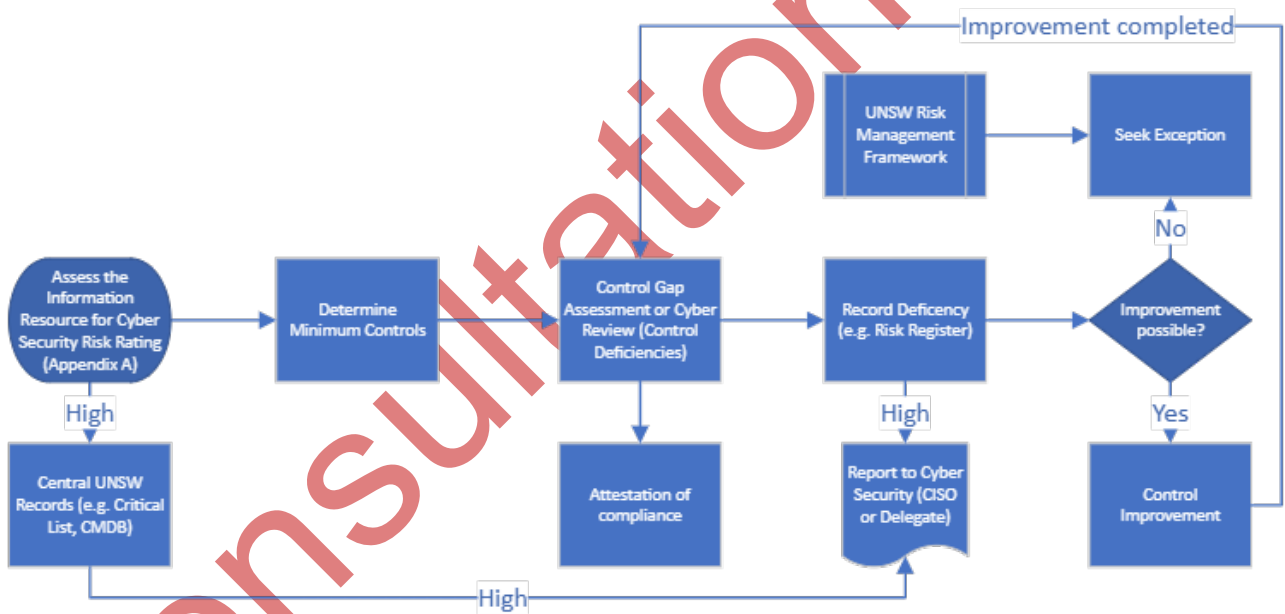 Improvement completed
UNSW Risk
Management
Framework
Seek Exception
No
Assess the
Information
Resource for Cyber
Security Risk Rating
(Appendix A)
Determine
Minimum Controls
Control Gap
Assessment or Cyber
Review (Control
Deficiencies)
Record Deficency
(e.g. Risk Register)
Improvement
possible?
High
High
Yes
Central UNSW
Records (e.g. Critical
List, CMDB)
Attestation of
compliance
Report to Cyber
Security (CISO
or Delegate)
Control
Improvement
High
onsultation